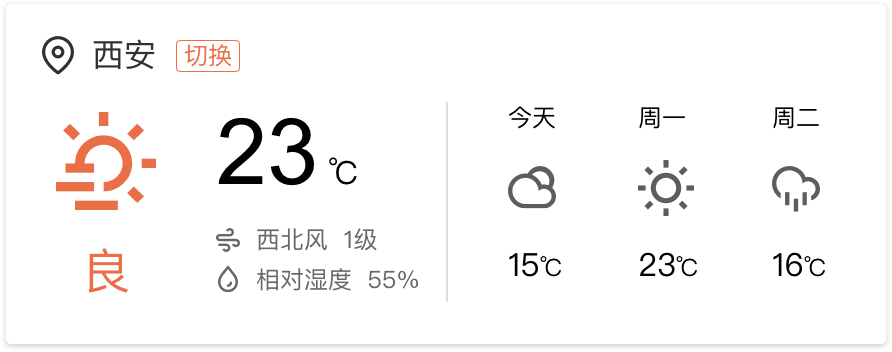 西安 切换
23℃
良
西北风 1级
相对湿度 55%
今天 周一 周二
15℃ 23℃ 16℃